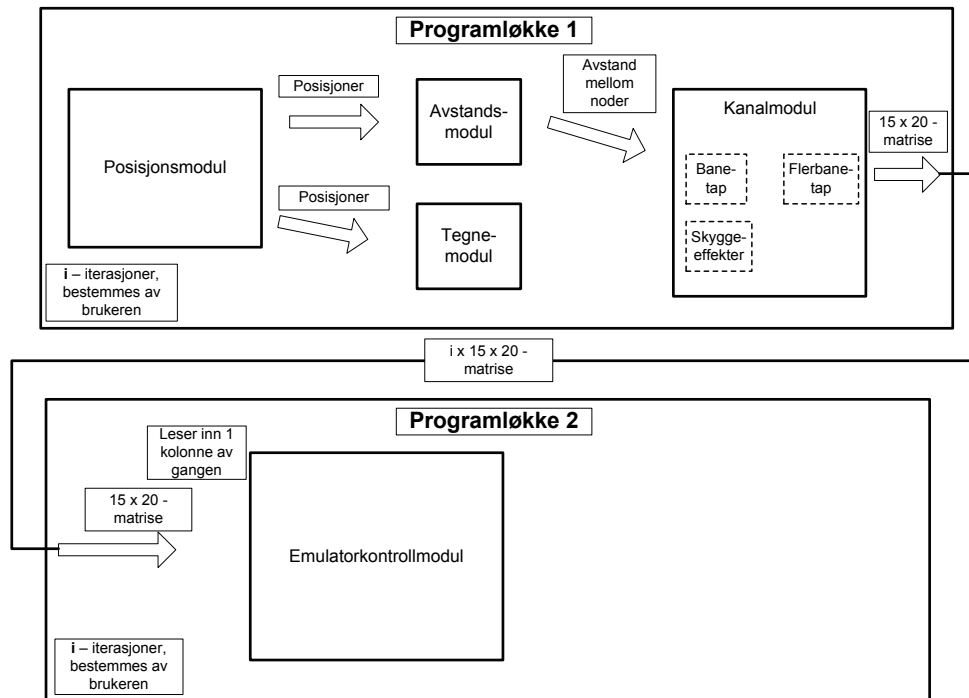 Programløkke 1
Posisjoner
Avstand
mellom
noder
Posisjonsmodul
Avstands-
modul
Kanalmodul
15 x 20 -
matrise
Bane-
tap
Flerbane-
tap
Posisjoner
Tegne-
modul
Skygge-
effekter
i – iterasjoner,
bestemmes av
brukeren
i x 15 x 20 -
matrise
Programløkke 2
Leser inn 1
kolonne av
gangen
15 x 20 -
matrise
Emulatorkontrollmodul
i – iterasjoner,
bestemmes av
brukeren